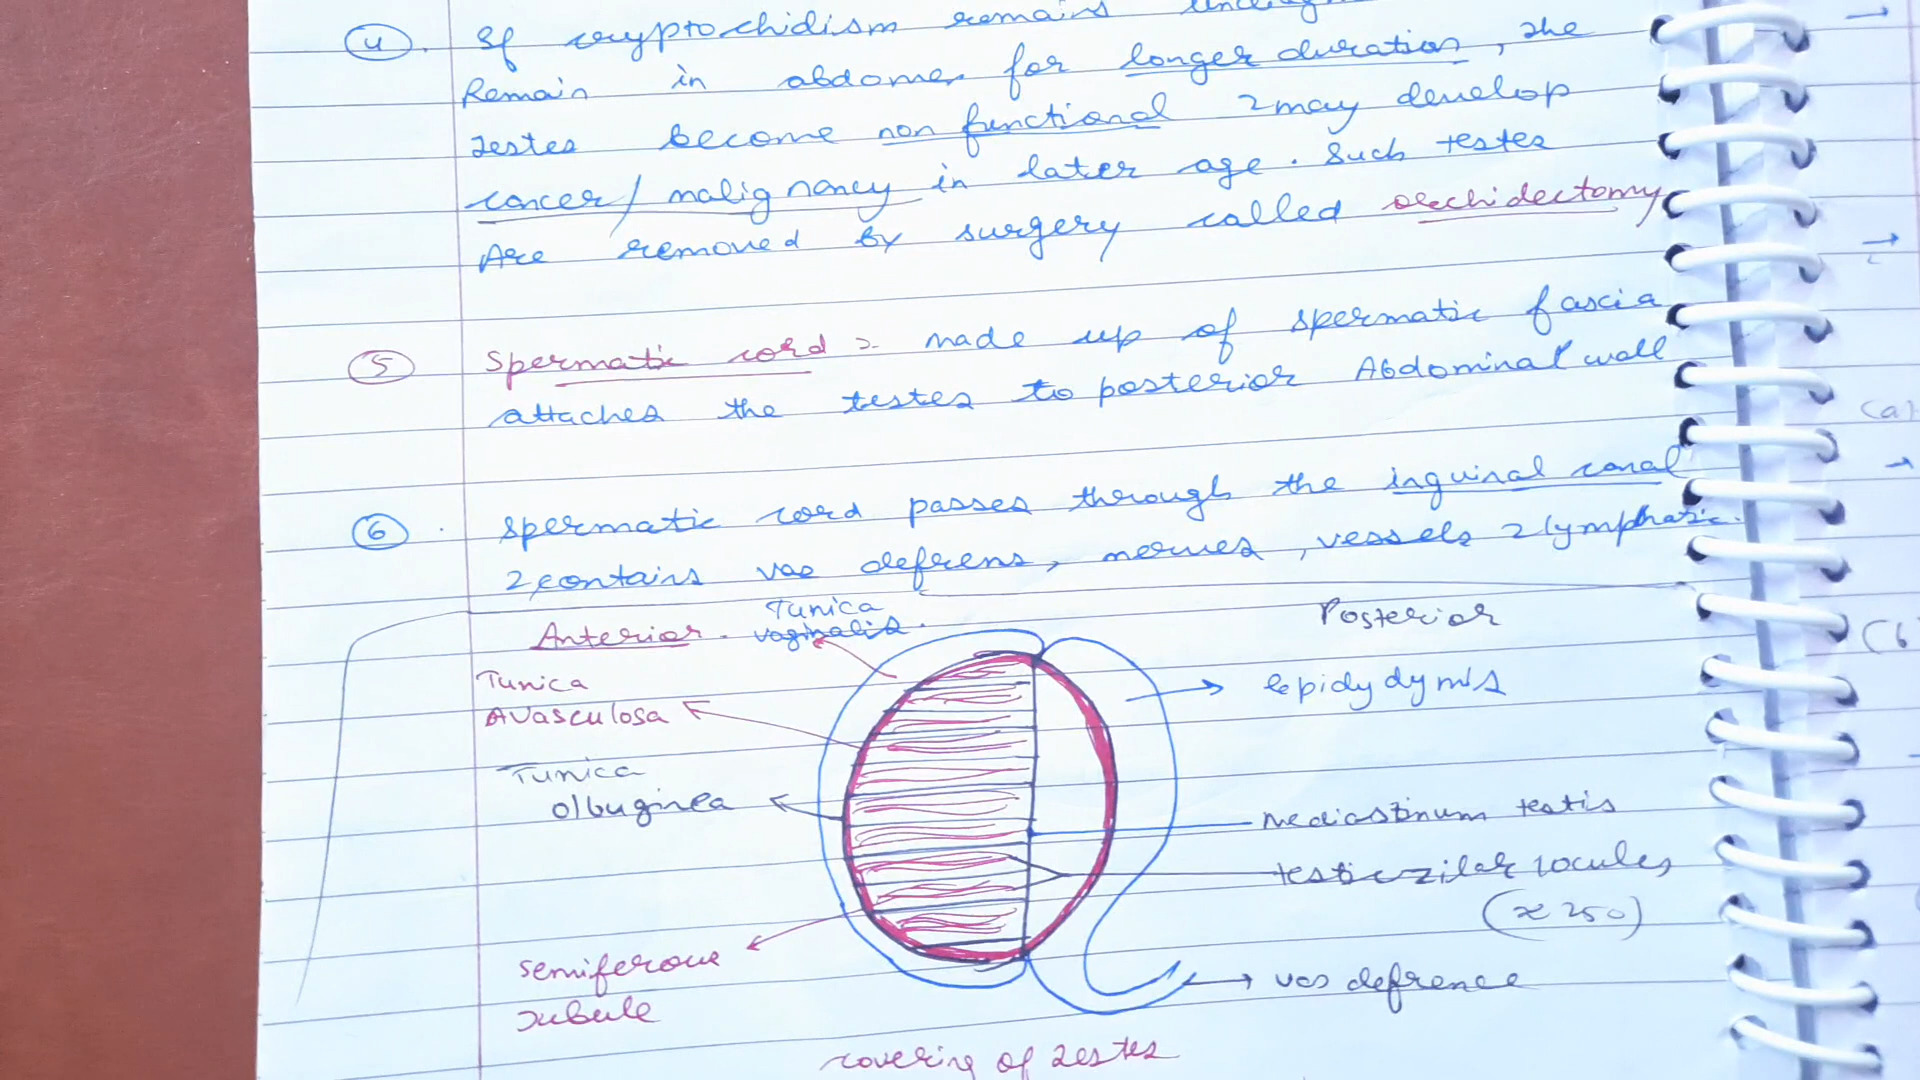 4. If cryptochidism remains
Remain in abdomen for longer duration, the
testes become non functional & may develop
cancer/malignancy in later age. Such testes
Are removed by surgery called orchidectomy
5 Spermatic cord = made up of spermatic fascia
attaches the testes to posterior Abdominal wall
6. spermatic cord passes through the inguinal canal
& contains vas defrens, nerves, vessels & lymphatic.
Anterior. Tunica vaginalis.
Posterior
Tunica
Avasculosa
epidydymis
Tunica
albuginea
mediastinum testis
testicular locules
(≈ 250)
semiferous
tubule
vas defrence
covering of testes
(a)
(b